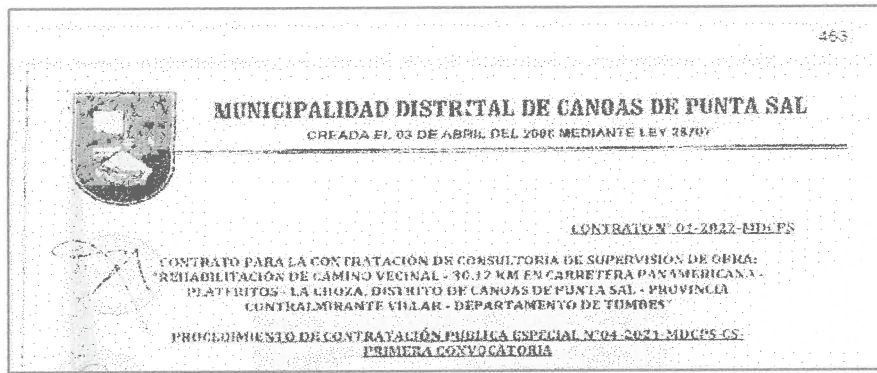 463
MUNICIPALIDAD DISTRITAL DE CANOAS DE PUNTA SAL
CREADA EL 03 DE ABRIL DEL 2006 MEDIANTE LEY 28707
CONTRATO N° 01-2022-MDCPS
CONTRATO PARA LA CONTRATACIÓN DE CONSULTORIA DE SUPERVISIÓN DE OBRA:
"REHABILITACIÓN DE CAMINO VECINAL - 30.12 KM EN CARRETERA PANAMERICANA -
PLATERITOS - LA CHOZA, DISTRITO DE CANOAS DE PUNTA SAL - PROVINCIA
CONTRALMIRANTE VILLAR - DEPARTAMENTO DE TUMBES"
PROCEDIMIENTO DE CONTRATACIÓN PUBLICA ESPECIAL N°04-2021-MDCPS-CS-
PRIMERA CONVOCATORIA